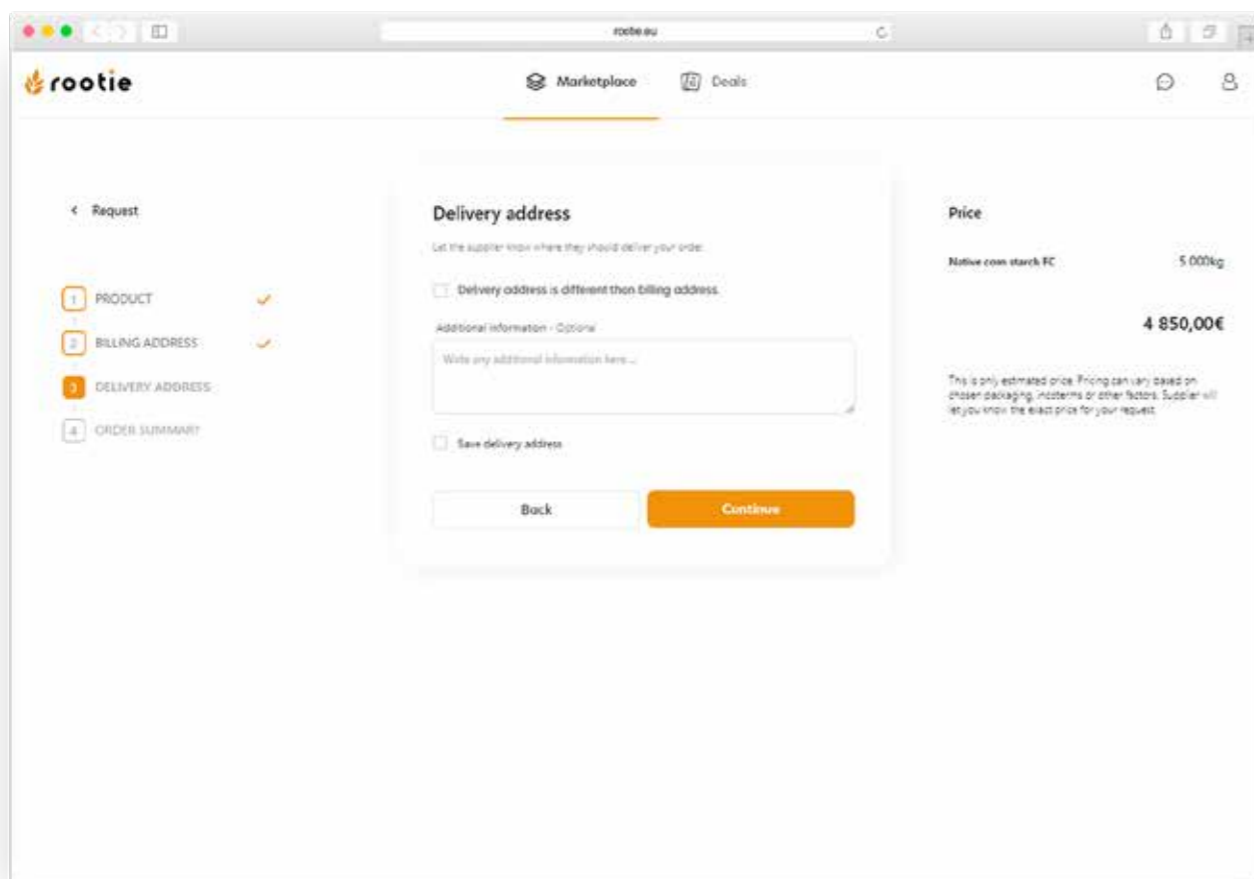 rootie.eu
rootie
Marketplace
Deals
Request
1 PRODUCT
2 BILLING ADDRESS
3 DELIVERY ADDRESS
4 ORDER SUMMARY
Delivery address
Let the supplier know where they should deliver your order.
Delivery address is different than billing address.
Additional information - Optional
Write any additional information here ...
Save delivery address
Back
Continue
Price
Native corn starch FC 5 000kg
4 850,00€
This is only estimated price. Pricing can vary based on
chosen packaging, incoterms or other factors. Supplier will
let you know the exact price for your request.